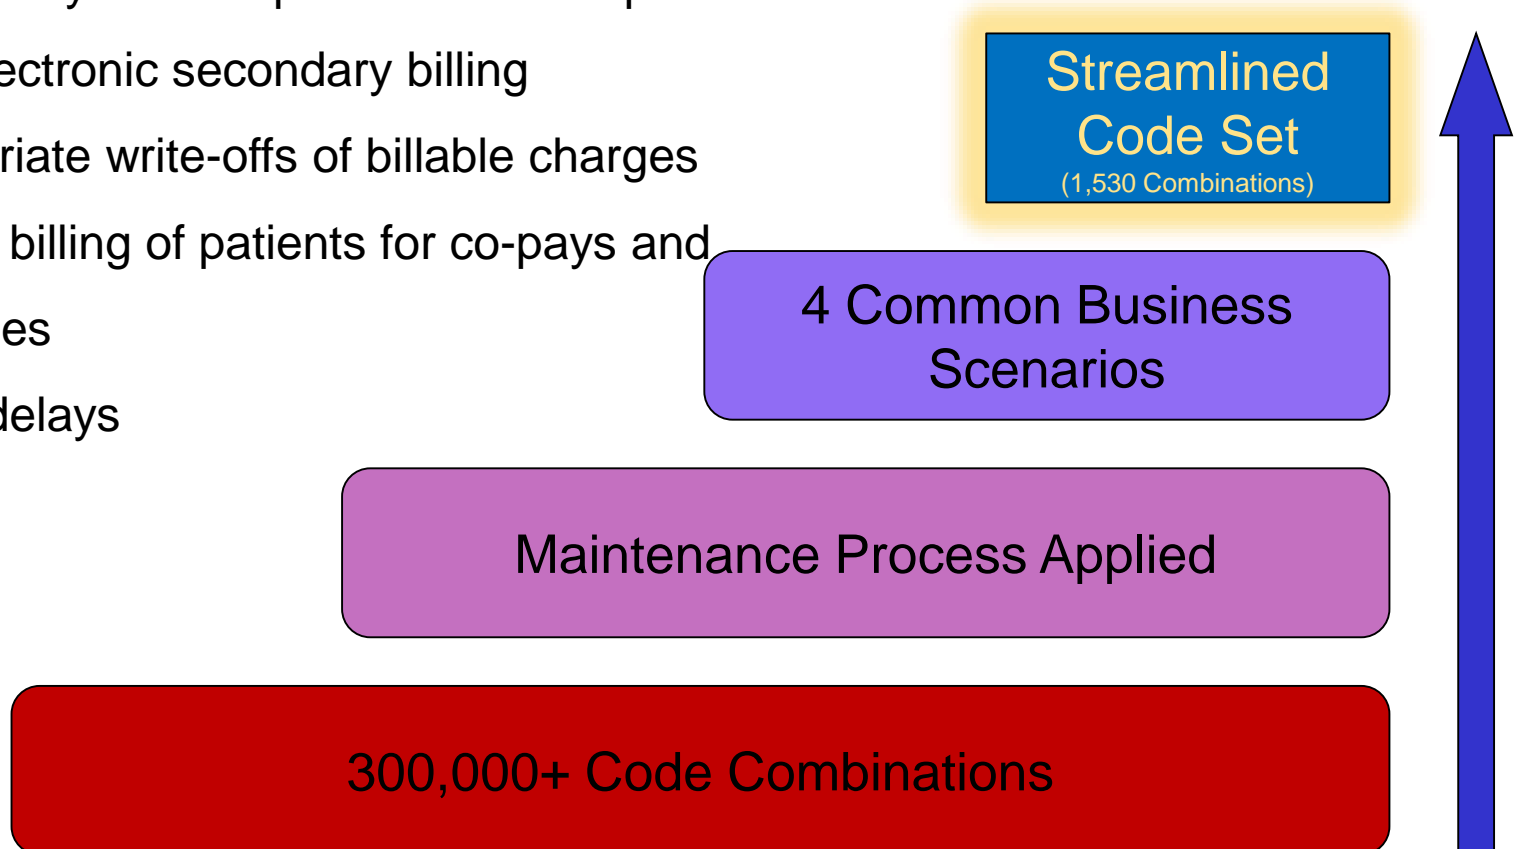 ectronic secondary billing
riate write-offs of billable charges
billing of patients for co-pays and
es
delays
Streamlined
Code Set
(1,530 Combinations)
4 Common Business
Scenarios
Maintenance Process Applied
300,000+ Code Combinations